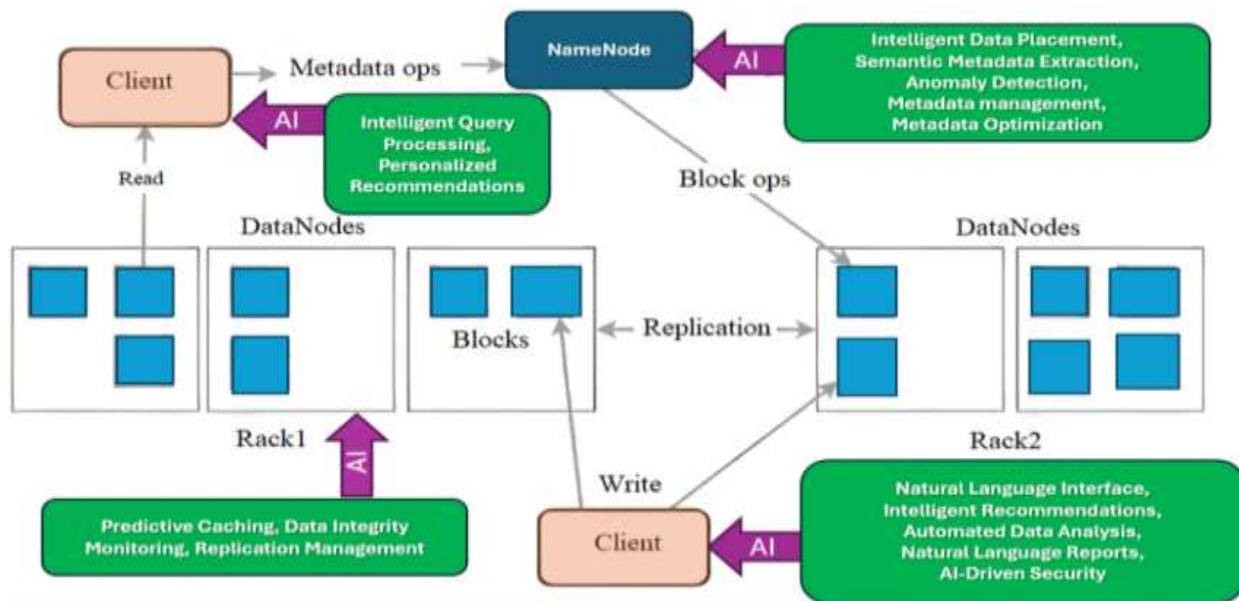 Client
Metadata ops
NameNode
AI
Intelligent Data Placement,
Semantic Metadata Extraction,
Anomaly Detection,
Metadata management,
Metadata Optimization
AI
Intelligent Query
Processing,
Personalized
Recommendations
Read
Block ops
DataNodes
DataNodes
Blocks
Replication
Rack1
Rack2
AI
Write
Predictive Caching, Data Integrity
Monitoring, Replication Management
Client
AI
Natural Language Interface,
Intelligent Recommendations,
Automated Data Analysis,
Natural Language Reports,
AI-Driven Security